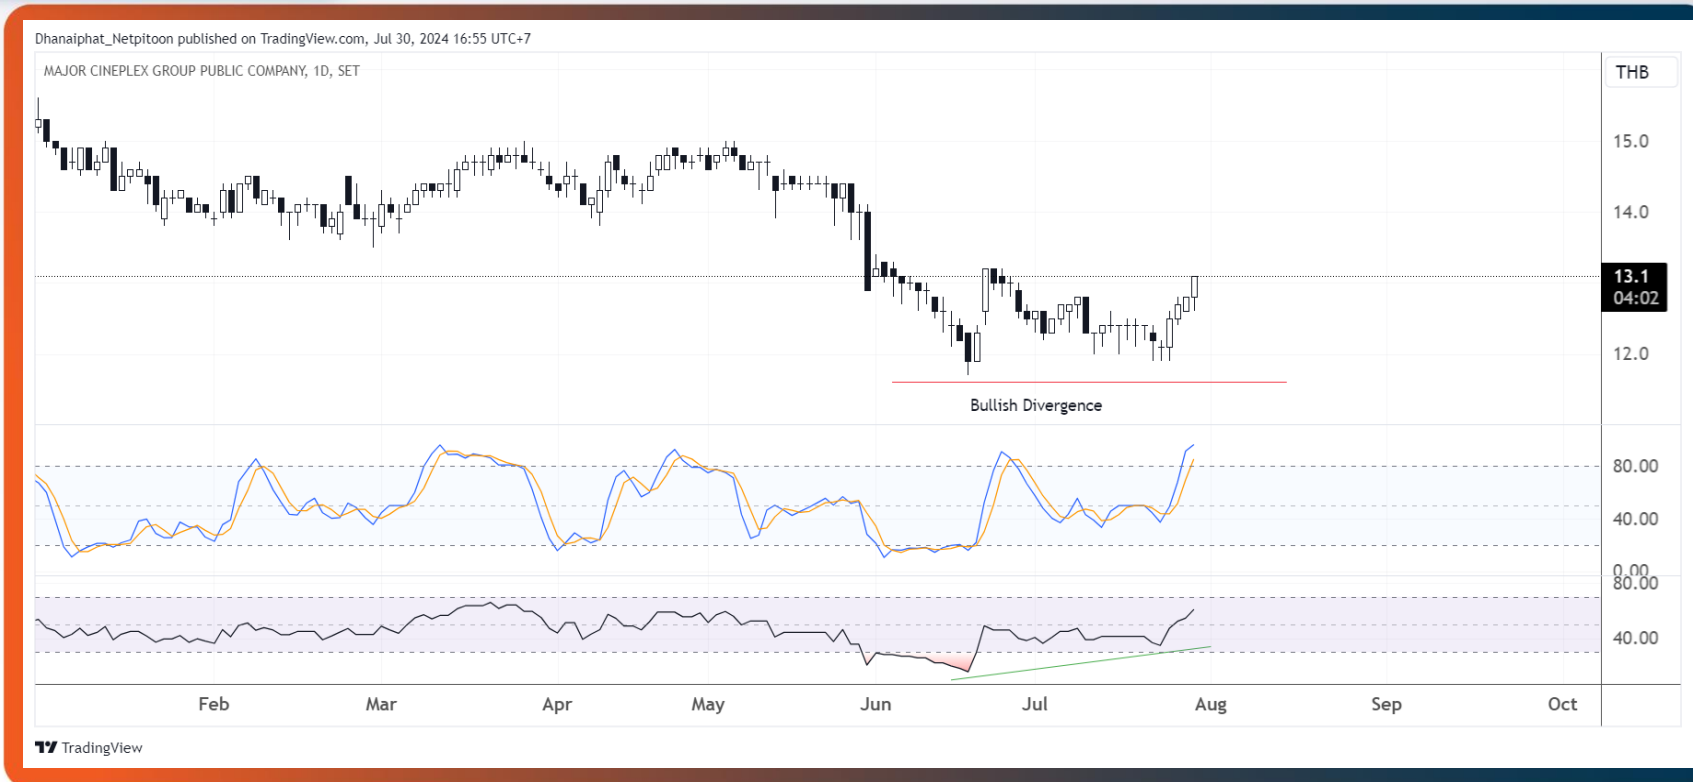 Dhanaiphat_Netpitoon published on TradingView.com, Jul 30, 2024 16:55 UTC+7
MAJOR CINEPLEX GROUP PUBLIC COMPANY, 1D, SET
THB
15.0
14.0
13.1
04:02
12.0
Bullish Divergence
80.00
40.00
0.00
80.00
40.00
Feb Mar Apr May Jun Jul Aug Sep Oct
TradingView